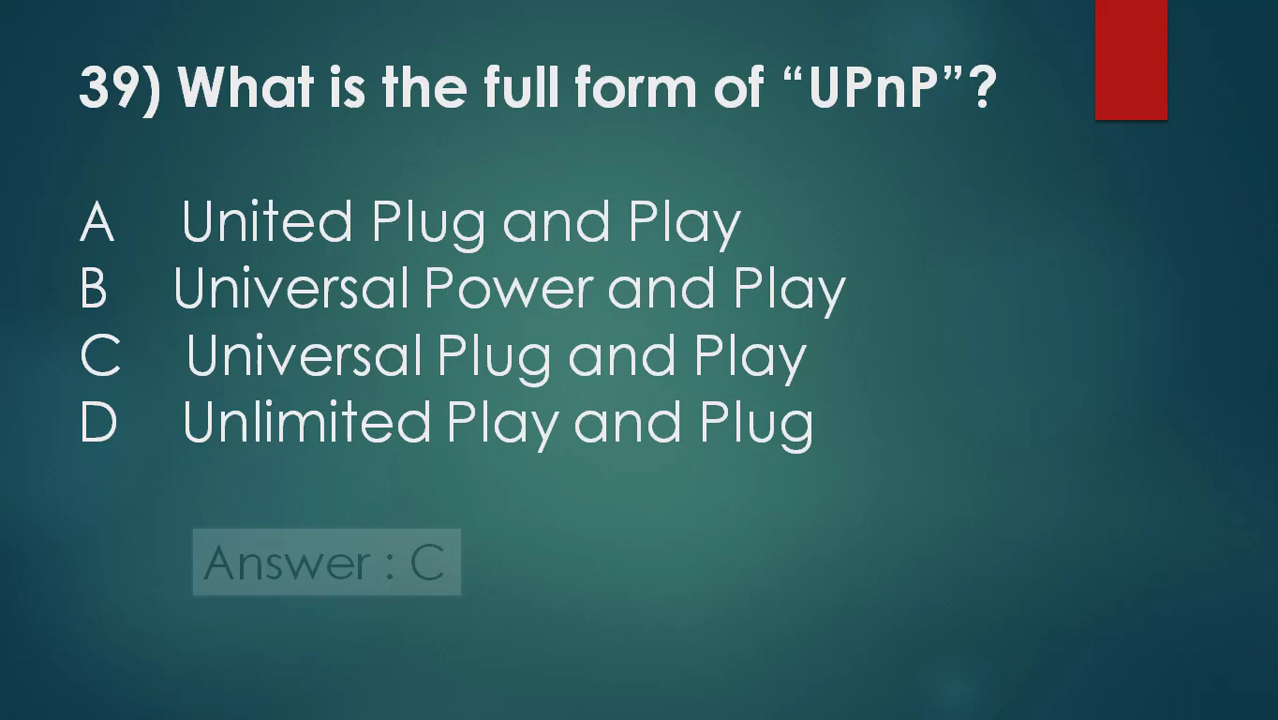 39) What is the full form of “UPnP”?
A United Plug and Play
B Universal Power and Play
C Universal Plug and Play
D Unlimited Play and Plug
Answer : C